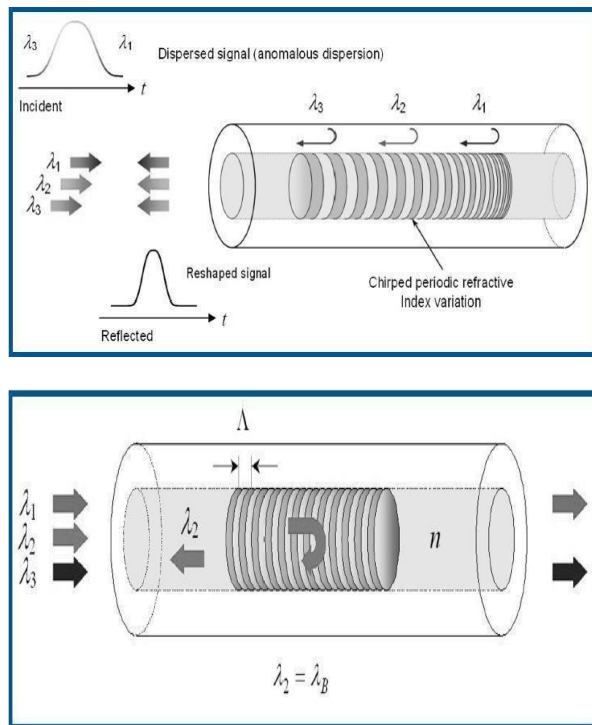 λ3 λ1
Dispersed signal (anomalous dispersion)
t
Incident
λ3 λ2 λ1
λ1
λ2
λ3
Reshaped signal
t
Reflected
Chirped periodic refractive
Index variation
Λ
λ1
λ2
λ3
λ2
n
λ2 = λB